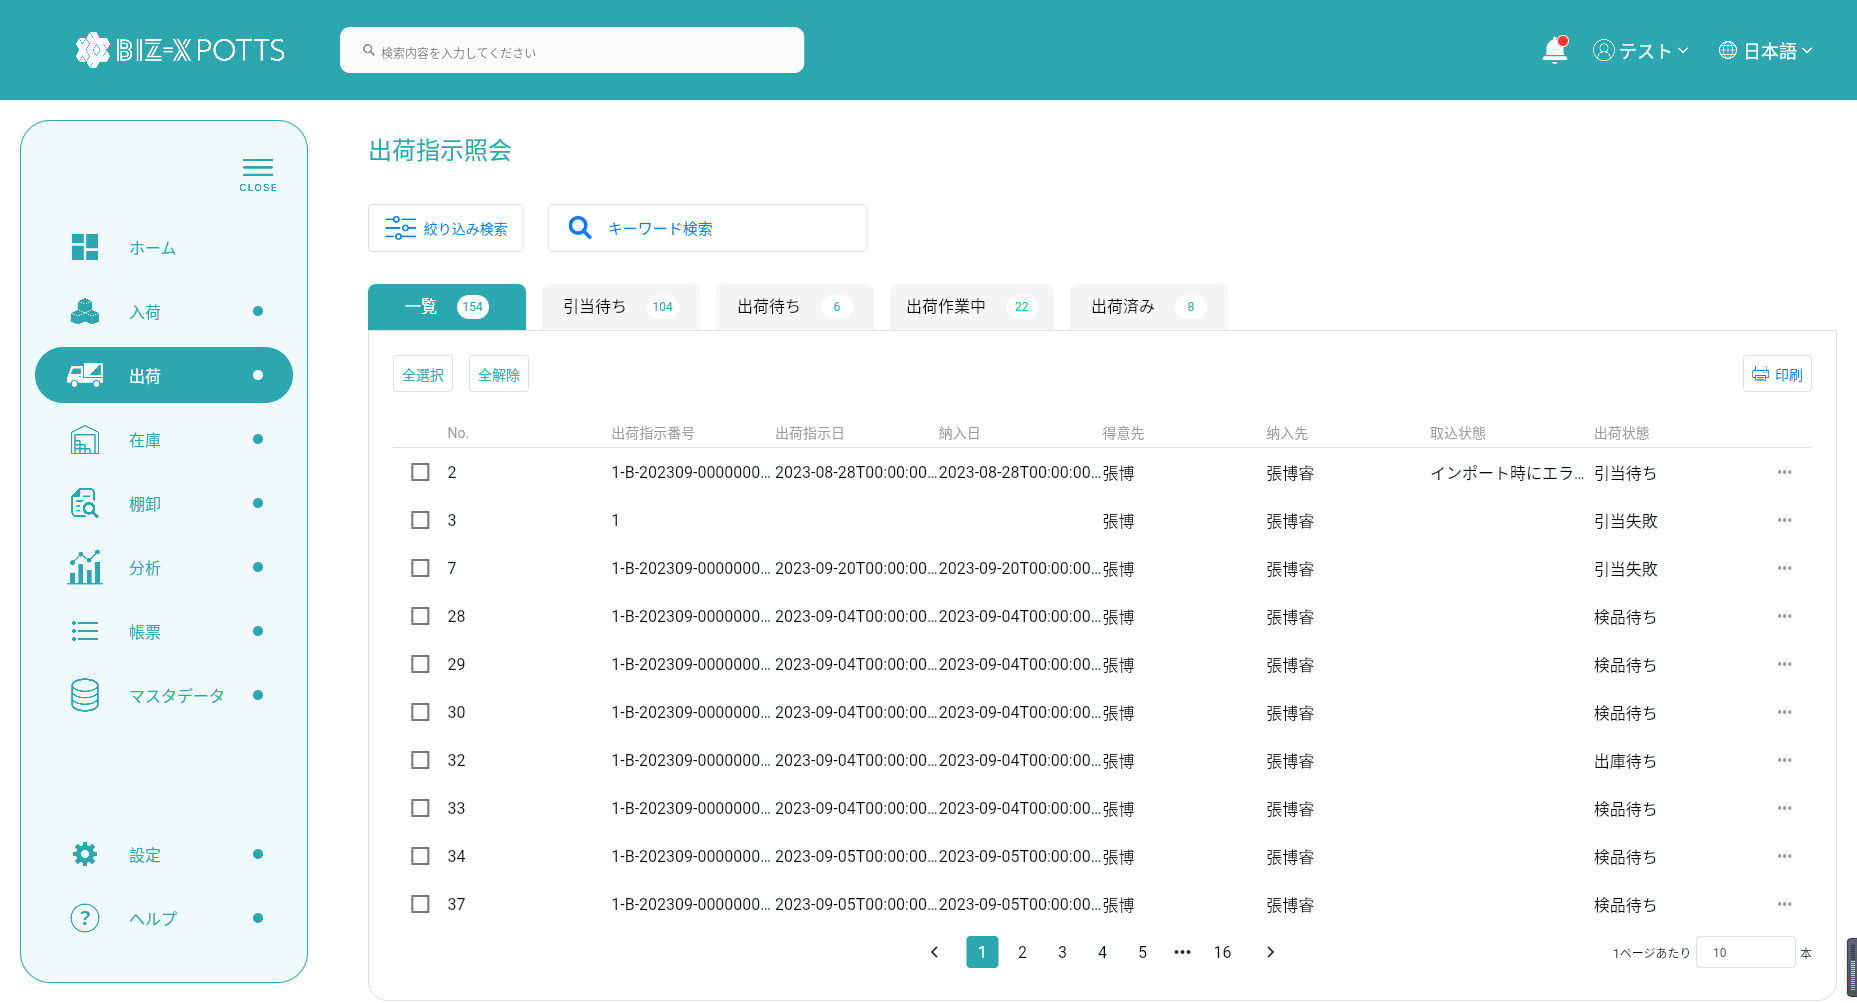 BIZ-X POTTS
検索内容を入力してください
テスト
日本語
CLOSE
ホーム
入荷
出荷
在庫
棚卸
分析
帳票
マスタデータ
設定
ヘルプ
出荷指示照会
絞り込み検索
キーワード検索
一覧 154
引当待ち 104
出荷待ち 6
出荷作業中 22
出荷済み 8
全選択
全解除
印刷
No. 出荷指示番号 出荷指示日 納入日 得意先 納入先 取込状態 出荷状態
2 1-B-202309-0000000... 2023-08-28T00:00:00... 2023-08-28T00:00:00... 張博 張博睿 インポート時にエラ... 引当待ち ...
3 1 張博 張博睿 引当失敗 ...
7 1-B-202309-0000000... 2023-09-20T00:00:00... 2023-09-20T00:00:00... 張博 張博睿 引当失敗 ...
28 1-B-202309-0000000... 2023-09-04T00:00:00... 2023-09-04T00:00:00... 張博 張博睿 検品待ち ...
29 1-B-202309-0000000... 2023-09-04T00:00:00... 2023-09-04T00:00:00... 張博 張博睿 検品待ち ...
30 1-B-202309-0000000... 2023-09-04T00:00:00... 2023-09-04T00:00:00... 張博 張博睿 検品待ち ...
32 1-B-202309-0000000... 2023-09-04T00:00:00... 2023-09-04T00:00:00... 張博 張博睿 出庫待ち ...
33 1-B-202309-0000000... 2023-09-04T00:00:00... 2023-09-04T00:00:00... 張博 張博睿 検品待ち ...
34 1-B-202309-0000000... 2023-09-05T00:00:00... 2023-09-05T00:00:00... 張博 張博睿 検品待ち ...
37 1-B-202309-0000000... 2023-09-05T00:00:00... 2023-09-05T00:00:00... 張博 張博睿 検品待ち ...
1 2 3 4 5 ... 16
1ページあたり 10 本